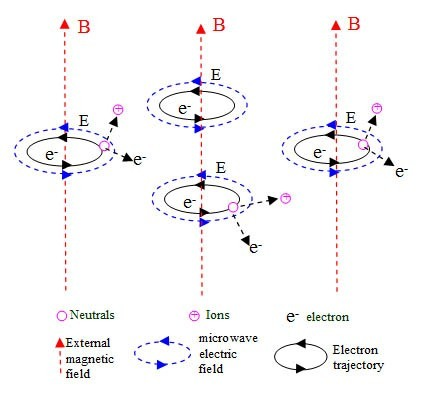 B
B
B
E
E
E
E
e-
e-
e-
e-
e-
e-
e-
Neutrals
Ions
e- electron
External
magnetic
field
microwave
electric
field
Electron
trajectory